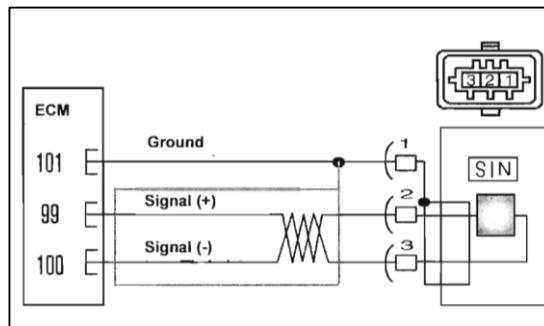 3 2 1
ECM
Ground
101
1
SIN
Signal (+)
99
2
Signal (-)
100
3